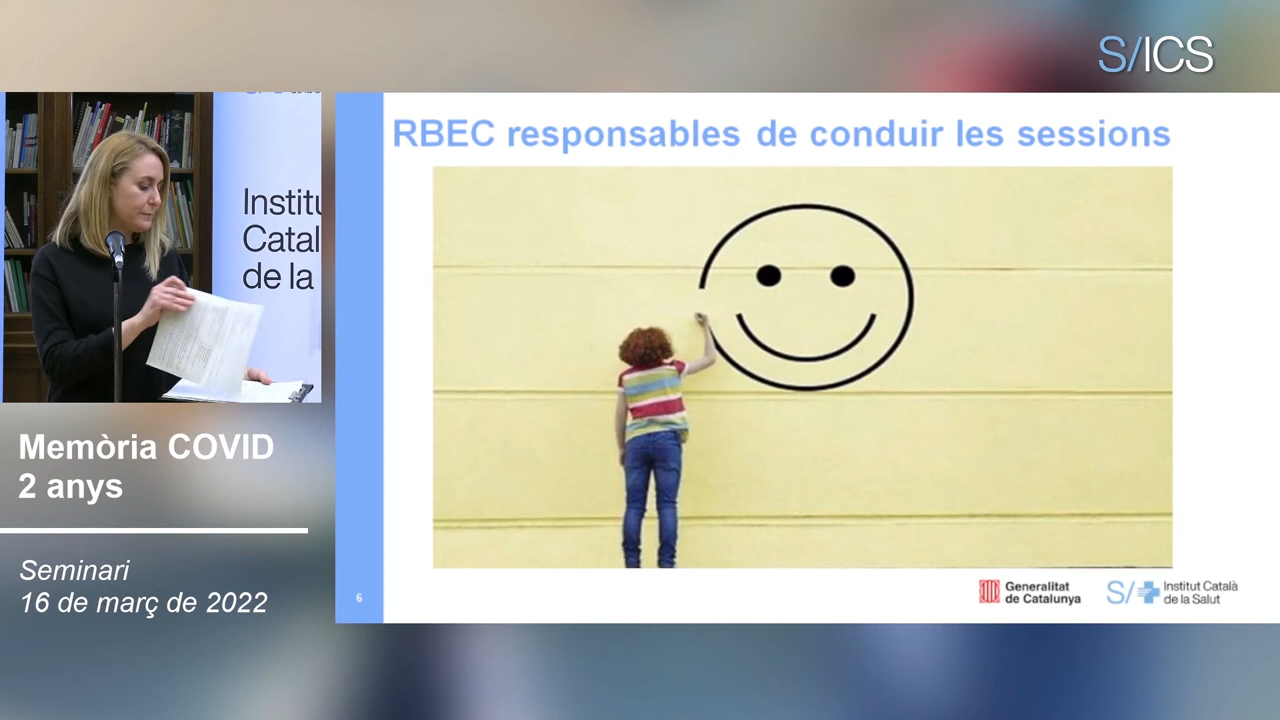 S/ICS
RBEC responsables de conduir les sessions
Institu
Catal
de la
Memòria COVID
2 anys
Seminari
16 de març de 2022
6
Generalitat
de Catalunya
S/
Institut Català
de la Salut